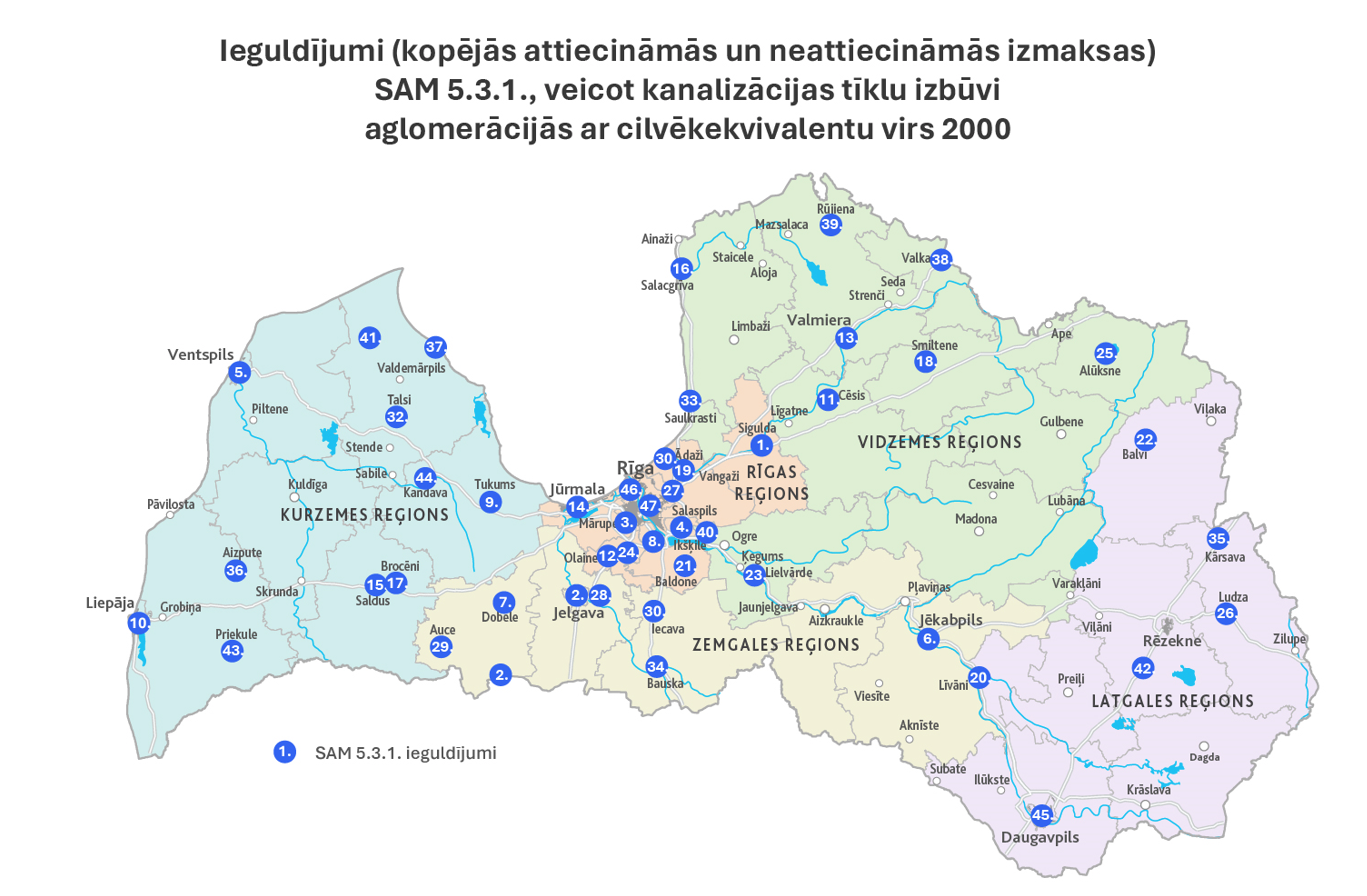 Ieguldījumi (kopējās attiecināmās un neattiecināmās izmaksas)
SAM 5.3.1., veicot kanalizācijas tīklu izbūvi
aglomerācijās ar cilvēkekvivalentu virs 2000
Rūjiena
39.
Mazsalaca
Ainaži
Staicele
Aloja
16.
Salacgrīva
Valka
38.
Seda
Strenči
Valmiera
13.
Limbaži
Smiltene
18.
Ape
25.
Alūksne
41.
37.
Ventspils
5.
Valdemārpils
Talsi
32.
Piltene
Stende
Sabile
44.
Kandava
Kuldīga
Tukums
9.
Pāvilosta
KURZEMES REĢIONS
33.
Saulkrasti
11.
Cēsis
Līgatne
Sigulda
1.
VIDZEMES REĢIONS
Gulbene
Viļaka
22.
Balvi
30.
Ādaži
19.
Rīga
Vangaži
RĪGAS
REĢIONS
46.
27.
47.
Jūrmala
14.
Mārupe
3.
Salaspils
4.
40
8.
Ikšķile
Ogre
Olaine
12.
24.
21
Baldone
Ķegums
23.
Lielvārde
Cesvaine
Lubāna
Madona
35.
Kārsava
Aizpute
36.
Brocēni
15.
17.
Saldus
Skrunda
Liepāja
10.
Grobiņa
Priekule
43.
7.
Dobele
2.
28.
Jelgava
30.
Iecava
Jaunjelgava
Aizkraukle
Pļaviņas
Varakļāni
Ludza
26.
Viļāni
Rēzekne
Zilupe
Jēkabpils
6.
ZEMGALES REĢIONS
Auce
29.
2.
34
Bauska
Viesīte
Līvāni
20
Preiļi
42
LATGALES REĢIONS
Aknīste
Dagda
Subate
Ilūkste
Krāslava
45.
Daugavpils
1.
SAM 5.3.1. ieguldījumi